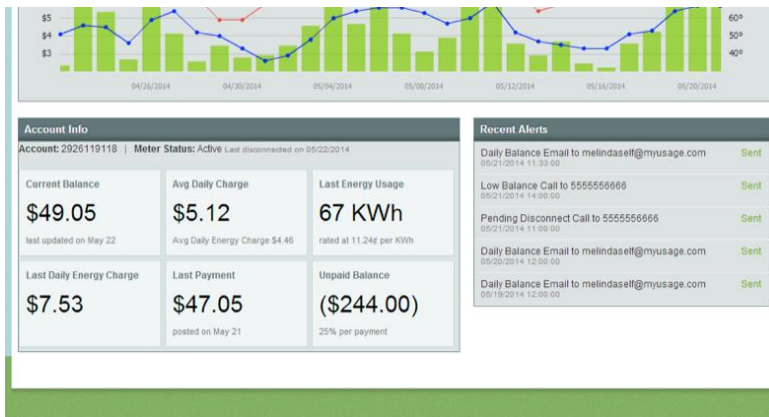 $5
60°
$4
50°
$3
40°
04/26/2014 04/30/2014 05/04/2014 05/08/2014 05/12/2014 05/16/2014 05/20/2014
Account Info
Account: 2926119118 | Meter Status: Active Last disconnected on 05/22/2014
Current Balance
$49.05
last updated on May 22
Avg Daily Charge
$5.12
Avg Daily Energy Charge $4.46
Last Energy Usage
67 KWh
rated at 11.24¢ per KWh
Last Daily Energy Charge
$7.53
Last Payment
$47.05
posted on May 21
Unpaid Balance
($244.00)
25% per payment
Recent Alerts
Daily Balance Email to melindaself@myusage.com Sent
05/21/2014 11:33:00
Low Balance Call to 5555556666 Sent
05/21/2014 14:00:00
Pending Disconnect Call to 5555556666 Sent
05/21/2014 11:00:00
Daily Balance Email to melindaself@myusage.com Sent
05/20/2014 12:00:00
Daily Balance Email to melindaself@myusage.com Sent
05/19/2014 12:00:00